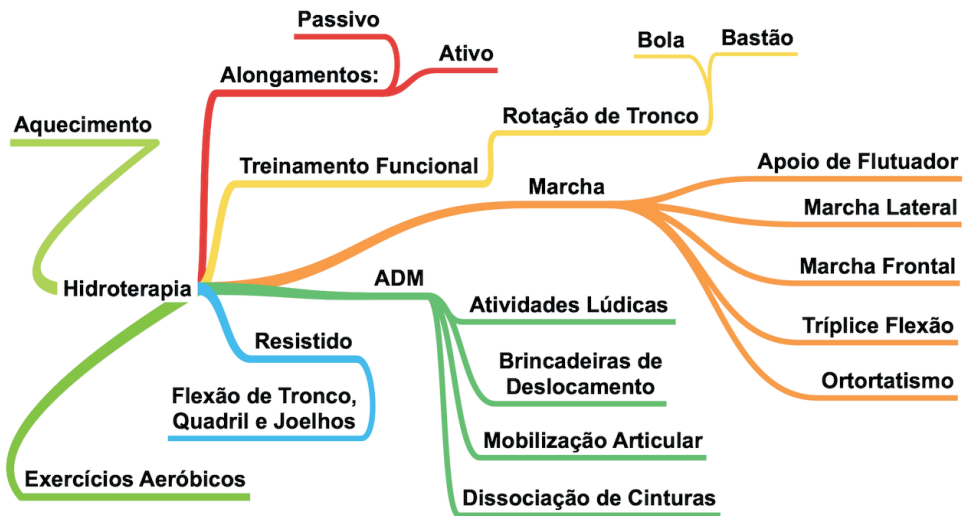 Passivo
Ativo
Alongamentos:
Bola
Bastão
Rotação de Tronco
Aquecimento
Treinamento Funcional
Marcha
Apoio de Flutuador
Marcha Lateral
Marcha Frontal
Tríplice Flexão
Ortortatismo
Hidroterapia
ADM
Atividades Lúdicas
Brincadeiras de
Deslocamento
Mobilização Articular
Dissociação de Cinturas
Resistido
Flexão de Tronco,
Quadril e Joelhos
Exercícios Aeróbicos